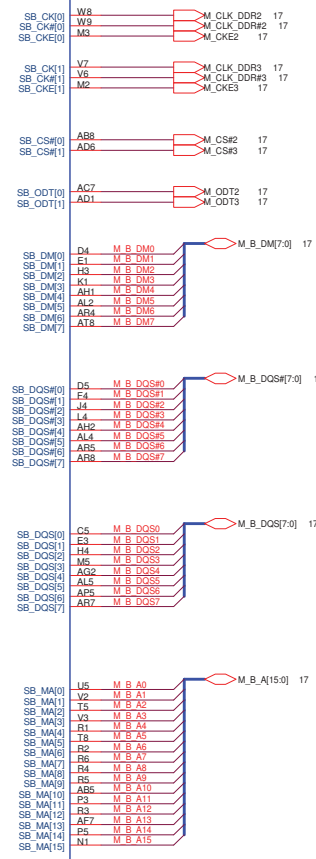 SB_CK[0] W8 M_CLK_DDR2 17
SB_CK#[0] W9 M_CLK_DDR#2 17
SB_CKE[0] M3 M_CKE2 17
SB_CK[1] V7 M_CLK_DDR3 17
SB_CK#[1] V6 M_CLK_DDR#3 17
SB_CKE[1] M2 M_CKE3 17
SB_CS#[0] AB8 M_CS#2 17
SB_CS#[1] AD6 M_CS#3 17
SB_ODT[0] AC7 M_ODT2 17
SB_ODT[1] AD1 M_ODT3 17
M_B_DM[7:0] 17
SB_DM[0] D4 M_B_DM0
SB_DM[1] E1 M_B_DM1
SB_DM[2] H3 M_B_DM2
SB_DM[3] K1 M_B_DM3
SB_DM[4] AH1 M_B_DM4
SB_DM[5] AL2 M_B_DM5
SB_DM[6] AR4 M_B_DM6
SB_DM[7] AT8 M_B_DM7
M_B_DQS#[7:0] 1
SB_DQS#[0] D5 M_B_DQS#0
SB_DQS#[1] F4 M_B_DQS#1
SB_DQS#[2] J4 M_B_DQS#2
SB_DQS#[3] L4 M_B_DQS#3
SB_DQS#[4] AH2 M_B_DQS#4
SB_DQS#[5] AL4 M_B_DQS#5
SB_DQS#[6] AR5 M_B_DQS#6
SB_DQS#[7] AR8 M_B_DQS#7
M_B_DQS[7:0] 17
SB_DQS[0] C5 M_B_DQS0
SB_DQS[1] E3 M_B_DQS1
SB_DQS[2] H4 M_B_DQS2
SB_DQS[3] M5 M_B_DQS3
SB_DQS[4] AG2 M_B_DQS4
SB_DQS[5] AL5 M_B_DQS5
SB_DQS[6] AP5 M_B_DQS6
SB_DQS[7] AR7 M_B_DQS7
M_B_A[15:0] 17
SB_MA[0] U5 M_B_A0
SB_MA[1] V2 M_B_A1
SB_MA[2] T5 M_B_A2
SB_MA[3] V3 M_B_A3
SB_MA[4] R1 M_B_A4
SB_MA[5] T8 M_B_A5
SB_MA[6] R2 M_B_A6
SB_MA[7] R6 M_B_A7
SB_MA[8] R4 M_B_A8
SB_MA[9] R5 M_B_A9
SB_MA[10] AB5 M_B_A10
SB_MA[11] P3 M_B_A11
SB_MA[12] R3 M_B_A12
SB_MA[13] AF7 M_B_A13
SB_MA[14] P5 M_B_A14
SB_MA[15] N1 M_B_A15